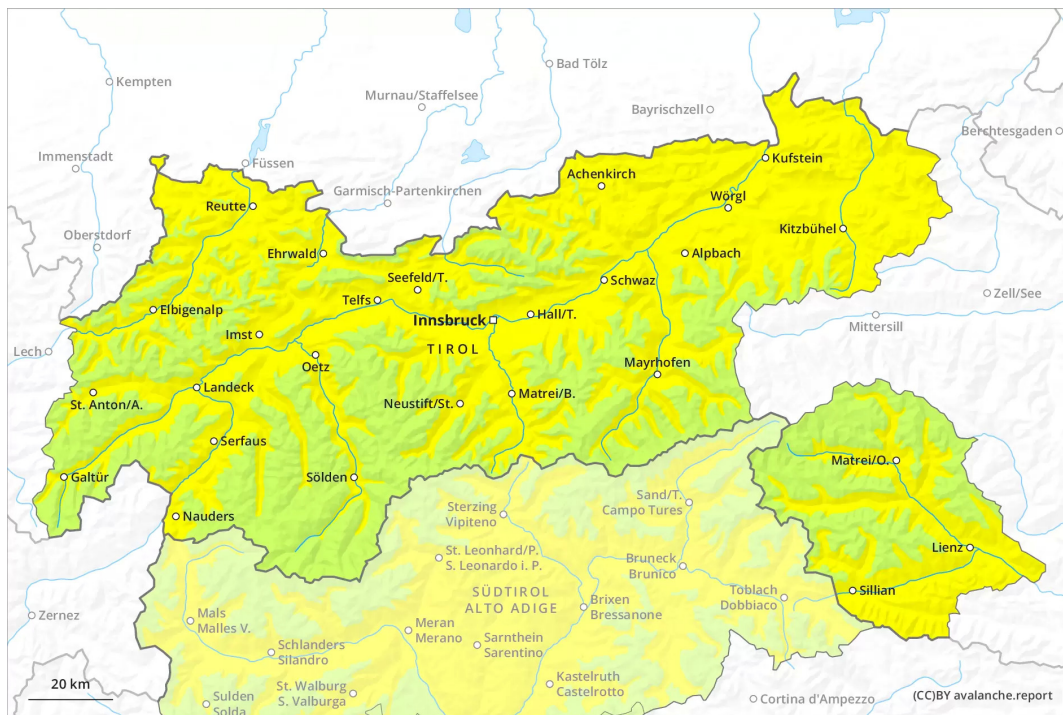 Kempten
Bad Tölz
Murnau/Staffelsee
Bayrischzell
Berchtesgaden
Immenstadt
Füssen
Kufstein
Garmisch-Partenkirchen
Achenkirch
Reutte
Wörgl
Oberstdorf
Kitzbühel
Ehrwald
Alpbach
Seefeld/T.
Schwaz
Telfs
Zell/See
Elbigenalp
Innsbruck
Hall/T.
Mittersill
Imst
TIROL
Lech
Oetz
Mayrhofen
Landeck
St. Anton/A.
Neustift/St.
Matrei/B.
Serfaus
Matrei/O.
Galtür
Sölden
Sterzing
Vipiteno
Sand/T.
Campo Tures
Nauders
Lienz
St. Leonhard/P.
S. Leonardo i. P.
Bruneck
Brunico
Sillian
SÜDTIROL
ALTO ADIGE
Toblach
Dobbiaco
Zernez
Mals
Malles V.
Brixen
Bressanone
Meran
Merano
Schlanders
Silandro
Sarnthein
Sarentino
20 km
St. Walburg
S. Valburga
Kastelruth
Castelrotto
Sulden
Solda
Cortina d'Ampezzo
(CC)BY avalanche.report